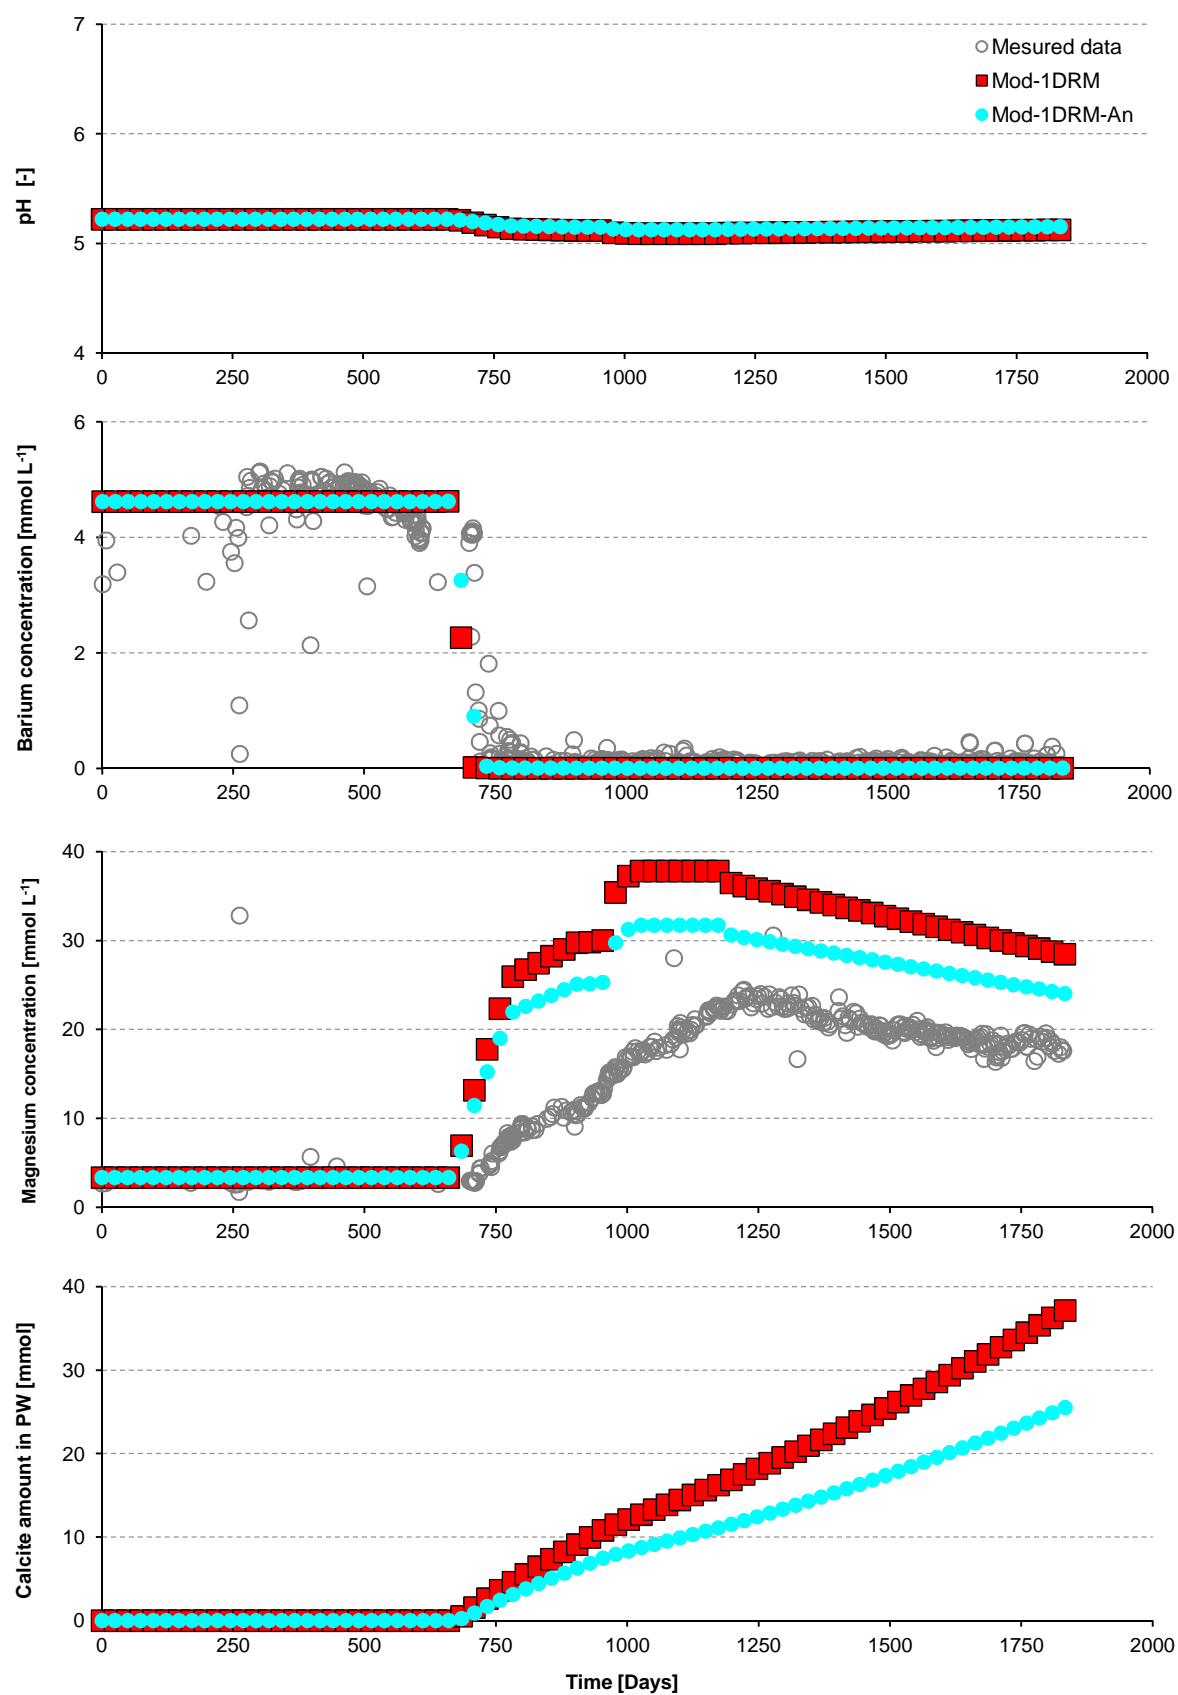 7
Mesured data
Mod-1DRM
6
Mod-1DRM-An
pH [-]
5
4
0 250 500 750 1000 1250 1500 1750 2000
6
Barium concentration [mmol L-1]
4
2
0
0 250 500 750 1000 1250 1500 1750 2000
40
Magnesium concentration [mmol L-1]
30
20
10
0
0 250 500 750 1000 1250 1500 1750 2000
40
Calcite amount in PW [mmol]
30
20
10
0
0 250 500 750 1000 1250 1500 1750 2000
Time [Days]